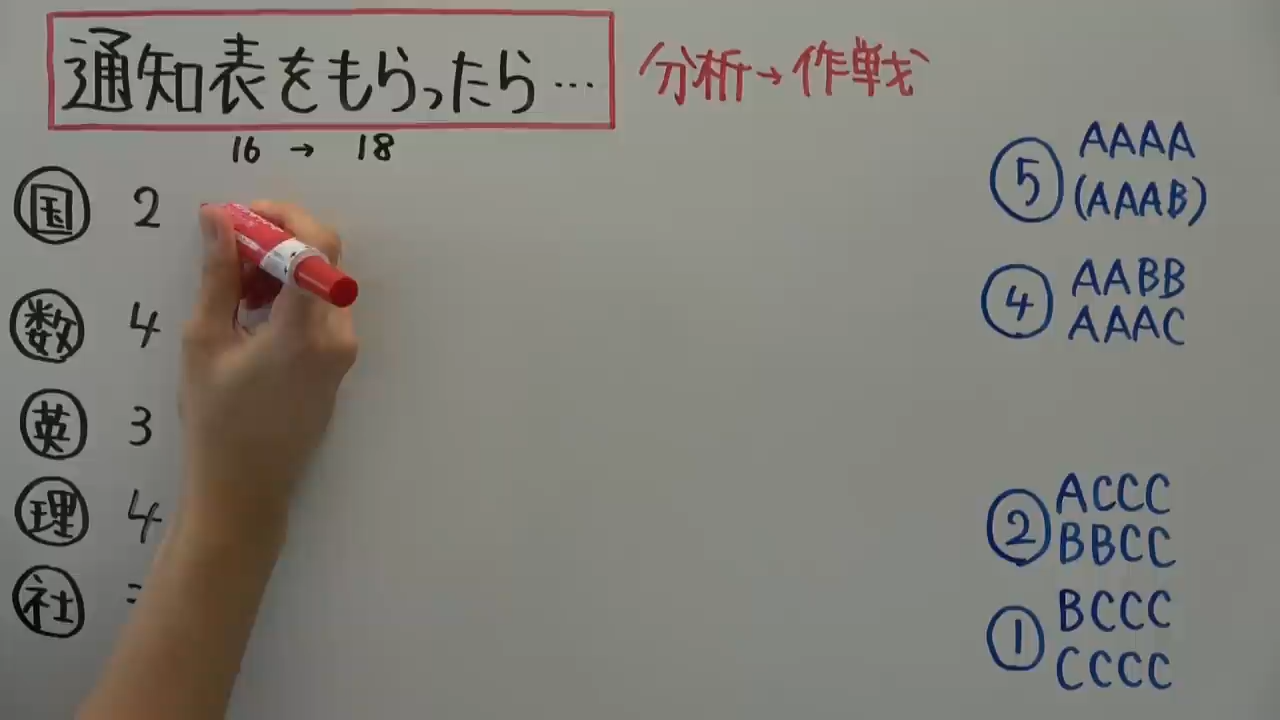 通知表をもらったら… 分析→作戦
16 → 18
国 2
数 4
英 3
理 4
社
⑤ AAAA
(AAAB)
④ AABB
AAAC
② ACCC
BBCC
① BCCC
CCCC